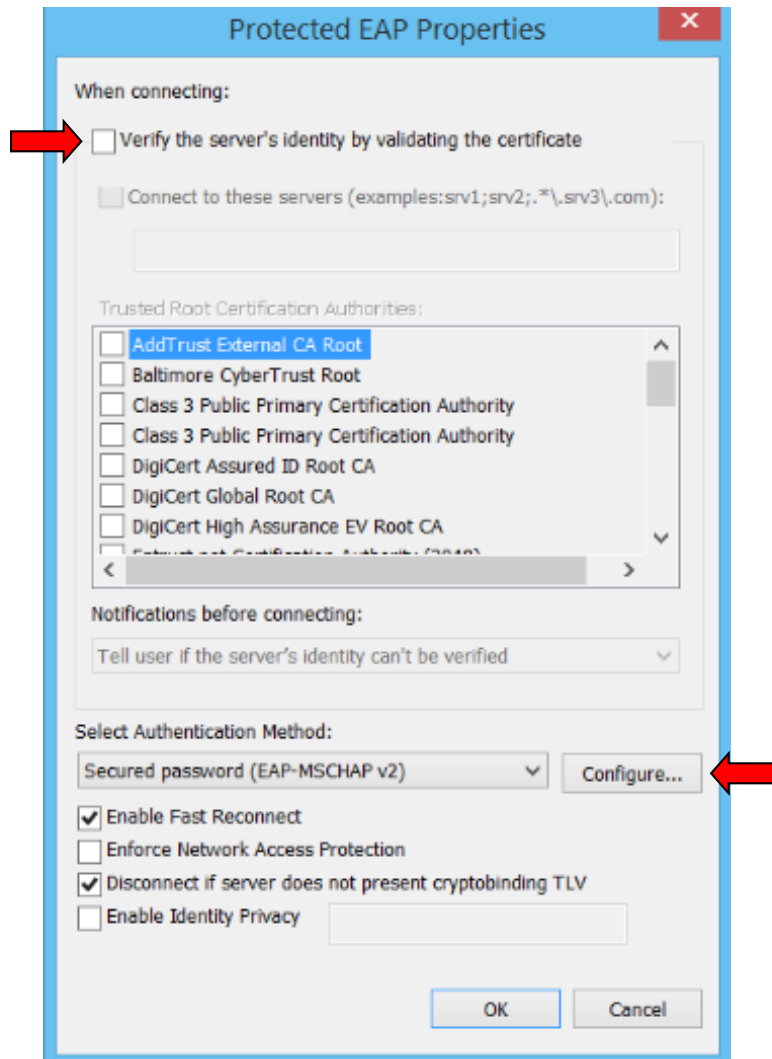 Protected EAP Properties
When connecting:
Verify the server's identity by validating the certificate
Connect to these servers (examples:srv1;srv2;.*\.srv3\.com):
Trusted Root Certification Authorities:
AddTrust External CA Root
Baltimore CyberTrust Root
Class 3 Public Primary Certification Authority
Class 3 Public Primary Certification Authority
DigiCert Assured ID Root CA
DigiCert Global Root CA
DigiCert High Assurance EV Root CA
Notifications before connecting:
Tell user if the server's identity can't be verified
Select Authentication Method:
Secured password (EAP-MSCHAP v2)
Configure...
Enable Fast Reconnect
Enforce Network Access Protection
Disconnect if server does not present cryptobinding TLV
Enable Identity Privacy
OK
Cancel